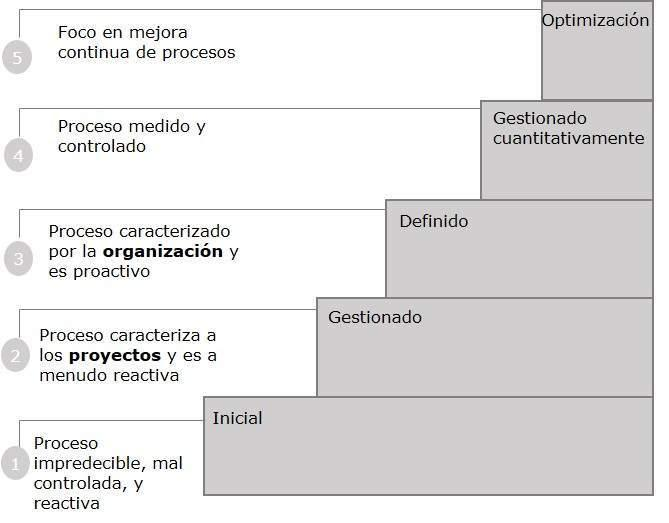 Optimización
Foco en mejora
continua de procesos
5
Gestionado
cuantitativamente
Proceso medido y
controlado
4
Definido
Proceso caracterizado
por la organización y
es proactivo
3
Gestionado
Proceso caracteriza a
los proyectos y es a
menudo reactiva
2
Inicial
Proceso
impredecible, mal
controlada, y
reactiva
1